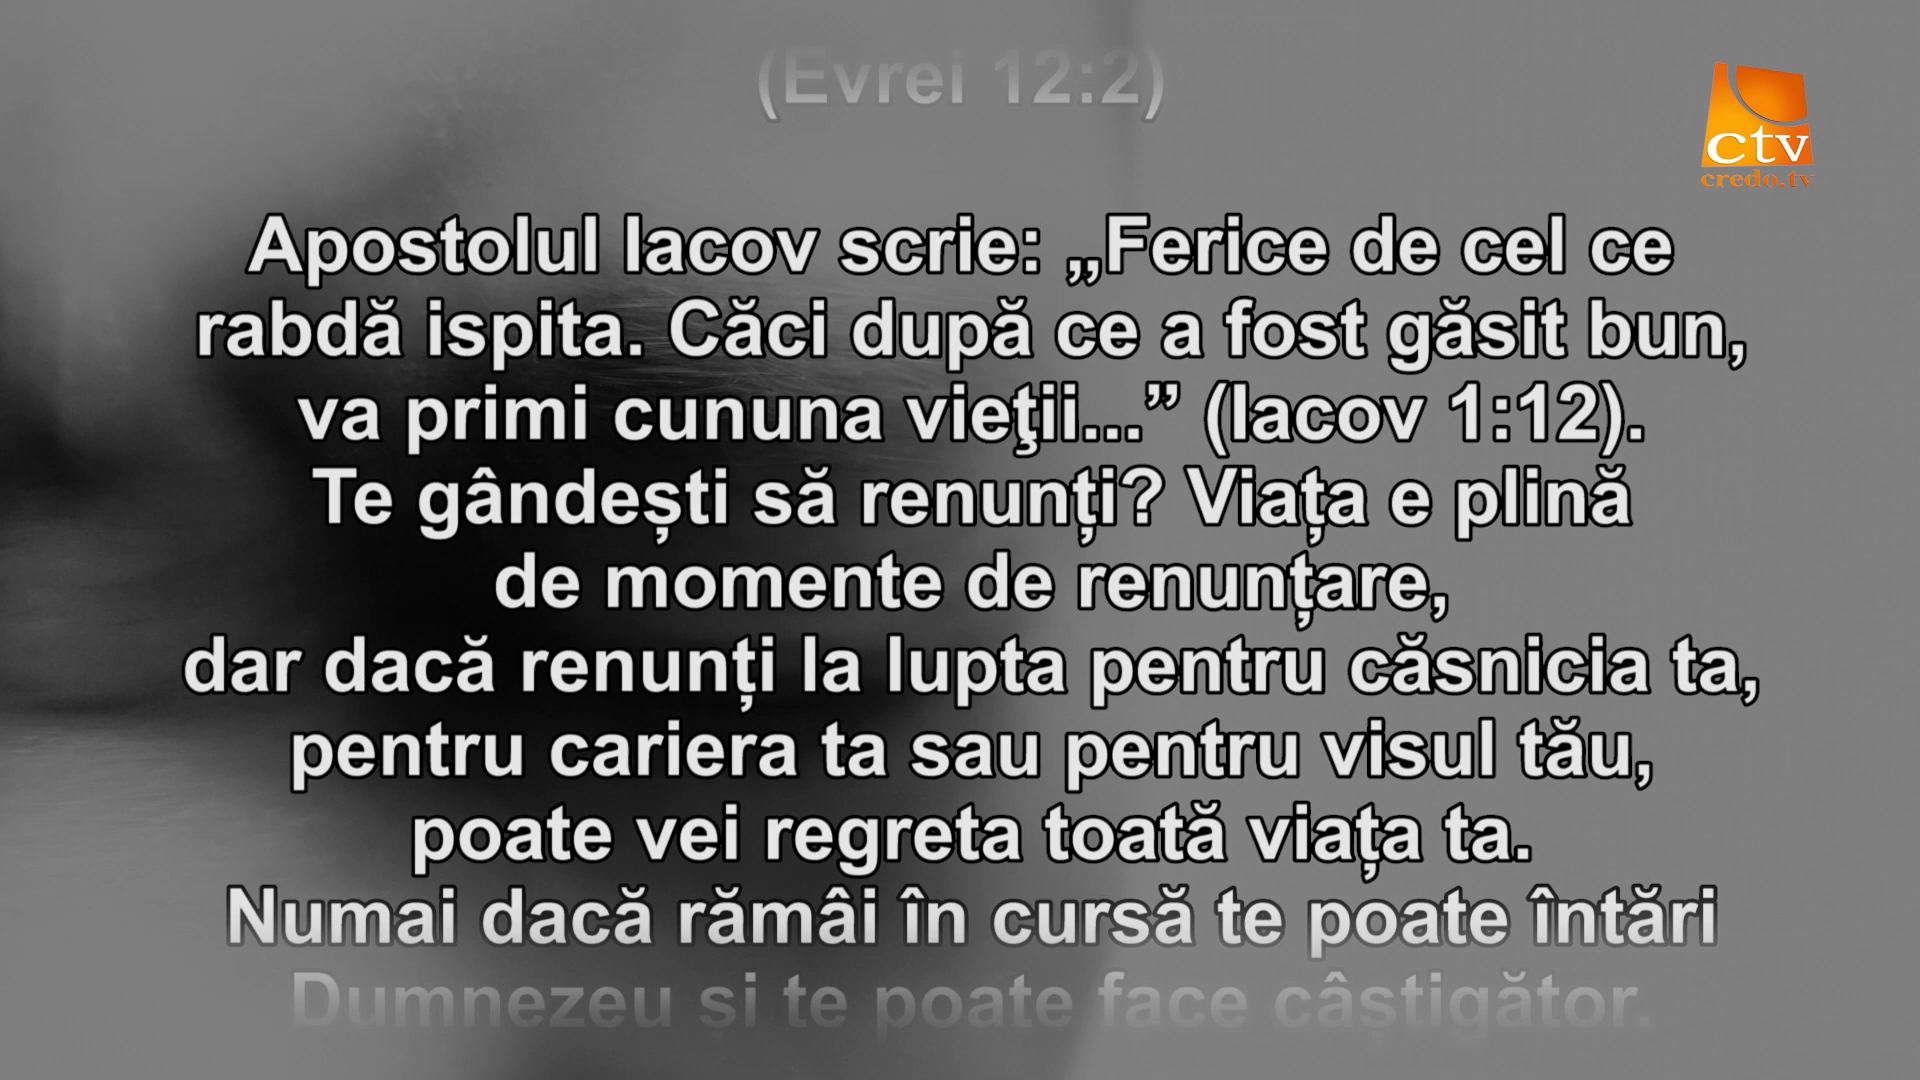 (Evrei 12:2)
ctv
credo.tv
Apostolul Iacov scrie: „Ferice de cel ce
rabdă ispita. Căci după ce a fost găsit bun,
va primi cununa vieţii...” (Iacov 1:12).
Te gândești să renunți? Viața e plină
de momente de renunțare,
dar dacă renunți la lupta pentru căsnicia ta,
pentru cariera ta sau pentru visul tău,
poate vei regreta toată viața ta.
Numai dacă rămâi în cursă te poate întări
Dumnezeu și te poate face câștigător.